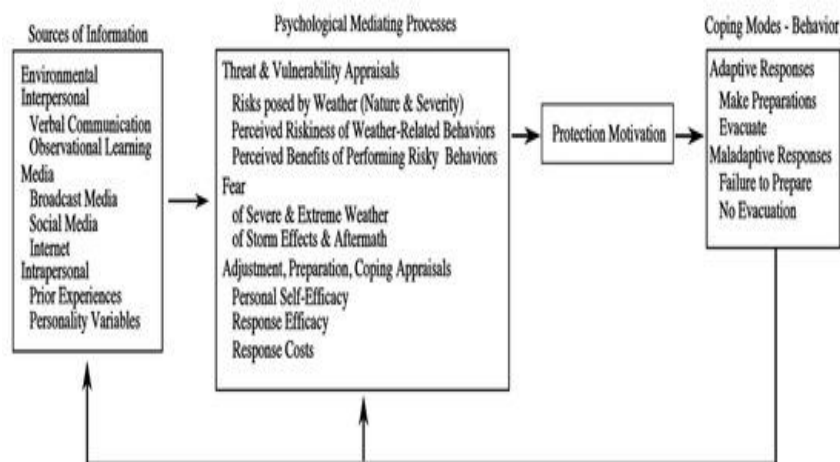 Sources of Information
Environmental
Interpersonal
Verbal Communication
Observational Learning
Media
Broadcast Media
Social Media
Internet
Intrapersonal
Prior Experiences
Personality Variables
Psychological Mediating Processes
Threat & Vulnerability Appraisals
Risks posed by Weather (Nature & Severity)
Perceived Riskiness of Weather-Related Behaviors
Perceived Benefits of Performing Risky Behaviors
Fear
of Severe & Extreme Weather
of Storm Effects & Aftermath
Adjustment, Preparation, Coping Appraisals
Personal Self-Efficacy
Response Efficacy
Response Costs
Protection Motivation
Coping Modes - Behavior
Adaptive Responses
Make Preparations
Evacuate
Maladaptive Responses
Failure to Prepare
No Evacuation